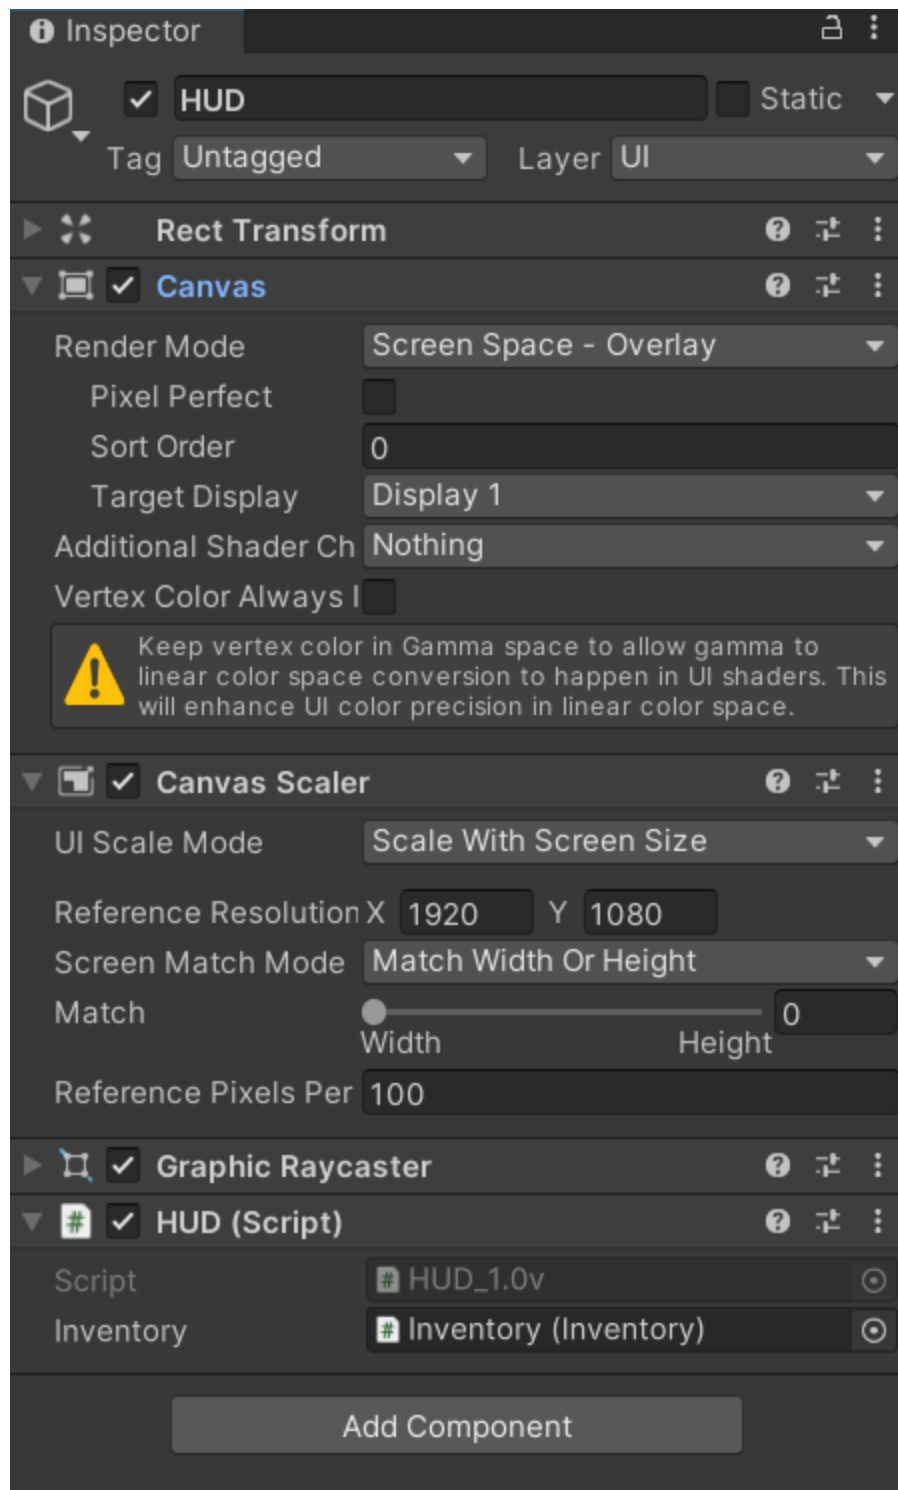 Inspector
HUD Static
Tag Untagged Layer UI
Rect Transform
Canvas
Render Mode Screen Space - Overlay
Pixel Perfect
Sort Order 0
Target Display Display 1
Additional Shader Ch Nothing
Vertex Color Always I
Keep vertex color in Gamma space to allow gamma to
linear color space conversion to happen in UI shaders. This
will enhance UI color precision in linear color space.
Canvas Scaler
UI Scale Mode Scale With Screen Size
Reference Resolution X 1920 Y 1080
Screen Match Mode Match Width Or Height
Match 0
Width Height
Reference Pixels Per 100
Graphic Raycaster
# HUD (Script)
Script # HUD_1.0v
Inventory # Inventory (Inventory)
Add Component